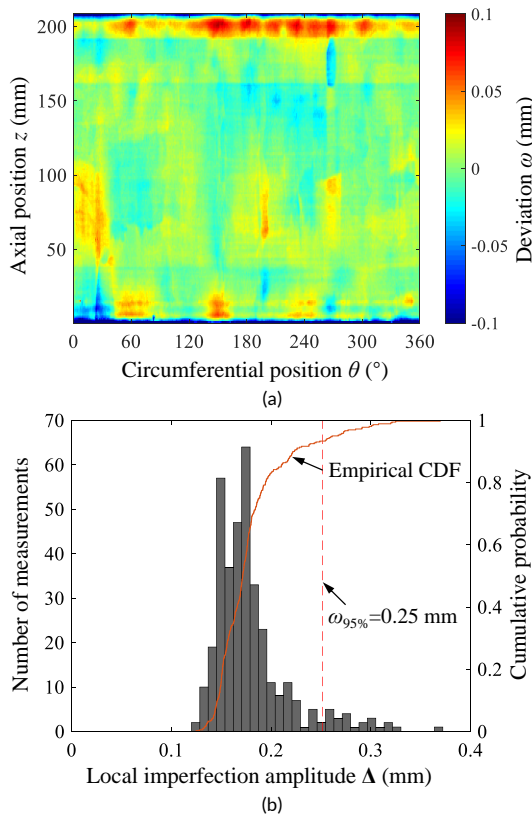 200
150
100
50
Axial position z (mm)
0 60 120 180 240 300 360
Circumferential position θ (°)
0.1
0.05
0
-0.05
-0.1
Deviation ω (mm)
(a)
70
60
50
40
30
20
10
0
Number of measurements
1
0.8
0.6
0.4
0.2
0
Cumulative probability
Empirical CDF
ω95%=0.25 mm
0 0.1 0.2 0.3 0.4
Local imperfection amplitude Λ (mm)
(b)